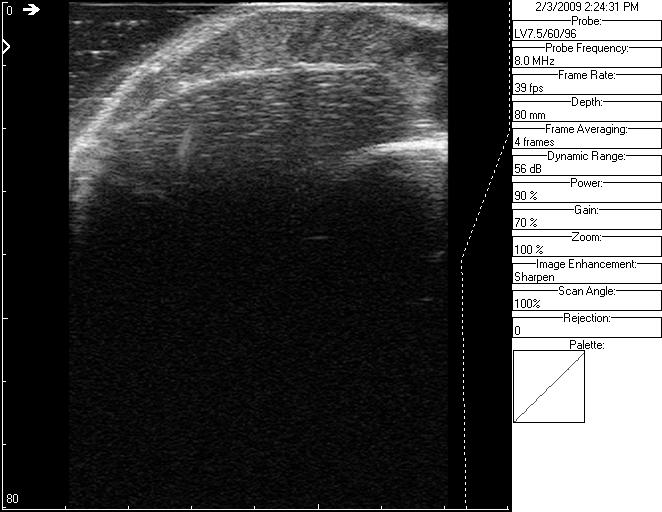 0
80
2/3/2009 2:24:31 PM
Probe:
LV7.5/60/96
Probe Frequency:
8.0 MHz
Frame Rate:
39 fps
Depth:
80 mm
Frame Averaging:
4 frames
Dynamic Range:
56 dB
Power:
90 %
Gain:
70 %
Zoom:
100 %
Image Enhancement:
Sharpen
Scan Angle:
100%
Rejection:
0
Palette: